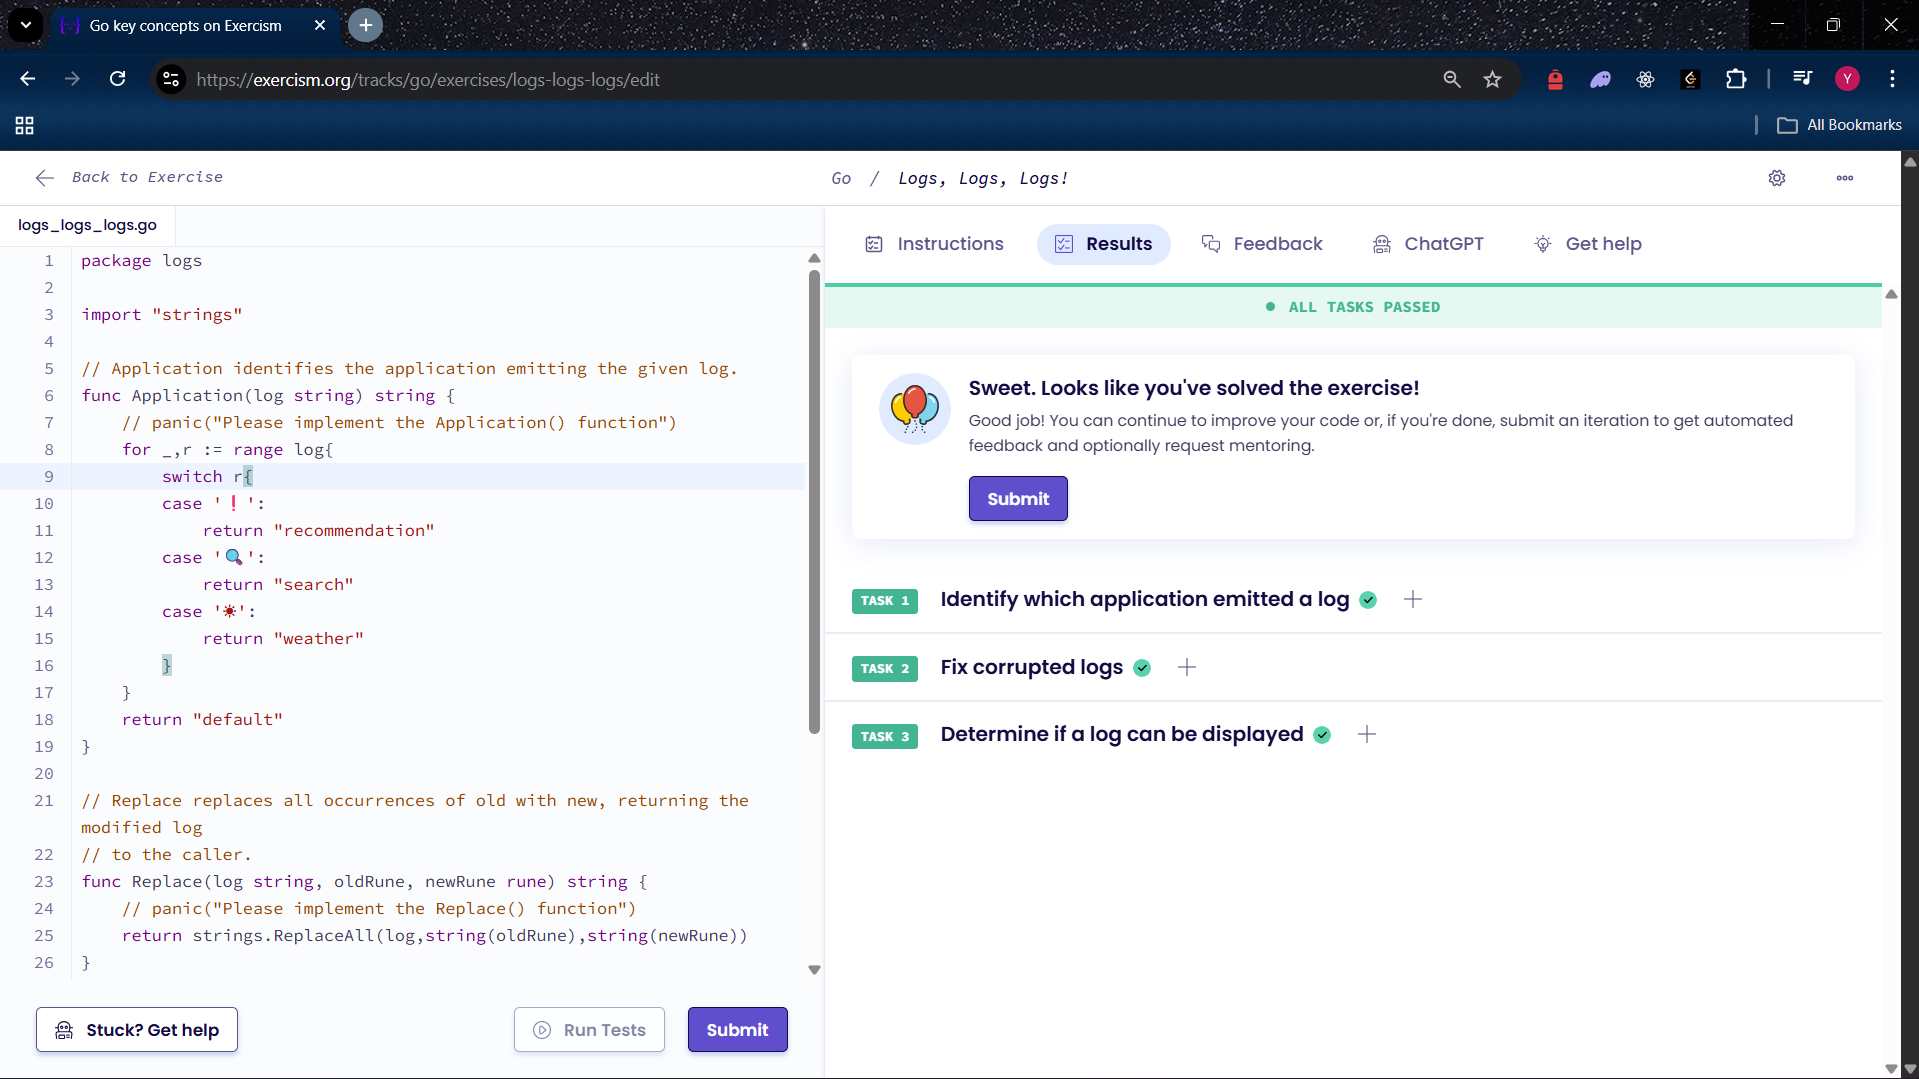 Go key concepts on Exercism
https://exercism.org/tracks/go/exercises/logs-logs-logs/edit
Y
All Bookmarks
Back to Exercise
Go / Logs, Logs, Logs!
logs_logs_logs.go
1 package logs
2
3 import "strings"
4
5 // Application identifies the application emitting the given log.
6 func Application(log string) string {
7 // panic("Please implement the Application() function")
8 for _,r := range log{
9 switch r{
10 case '❗':
11 return "recommendation"
12 case '🔍':
13 return "search"
14 case '☀':
15 return "weather"
16 }
17 }
18 return "default"
19 }
20
21 // Replace replaces all occurrences of old with new, returning the
modified log
22 // to the caller.
23 func Replace(log string, oldRune, newRune rune) string {
24 // panic("Please implement the Replace() function")
25 return strings.ReplaceAll(log,string(oldRune),string(newRune))
26 }
Stuck? Get help
Run Tests
Submit
Instructions
Results
Feedback
ChatGPT
Get help
ALL TASKS PASSED
Sweet. Looks like you've solved the exercise!
Good job! You can continue to improve your code or, if you're done, submit an iteration to get automated
feedback and optionally request mentoring.
Submit
TASK 1 Identify which application emitted a log
TASK 2 Fix corrupted logs
TASK 3 Determine if a log can be displayed